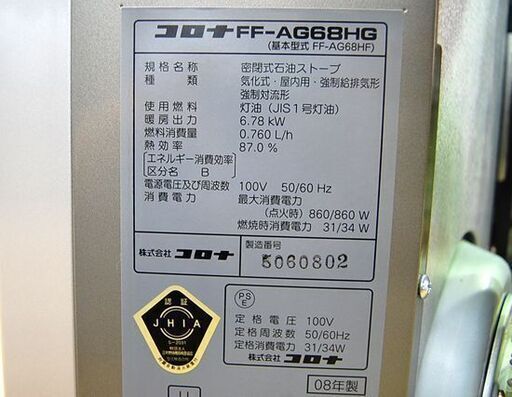 コロナ FF-AG68HG
(基本型式 FF-AG68HF)
規格名称 密閉式石油ストーブ
種類 気化式・屋内用・強制給排気形
強制対流形
使用燃料 灯油 (JIS1号灯油)
暖房出力 6.78 kW
燃料消費量 0.760 L/h
熱効率 87.0 %
エネルギー消費効率
区分名 B
電源電圧及び周波数 100V 50/60 Hz
消費電力 最大消費電力
(点火時) 860/860 W
燃焼時消費電力 31/34 W
株式会社 コロナ 製造番号 5060802
認証
JHIA
PS
E
定格電圧 100V
定格周波数 50/60Hz
定格消費電力 31/34W
株式会社 コロナ
08年製